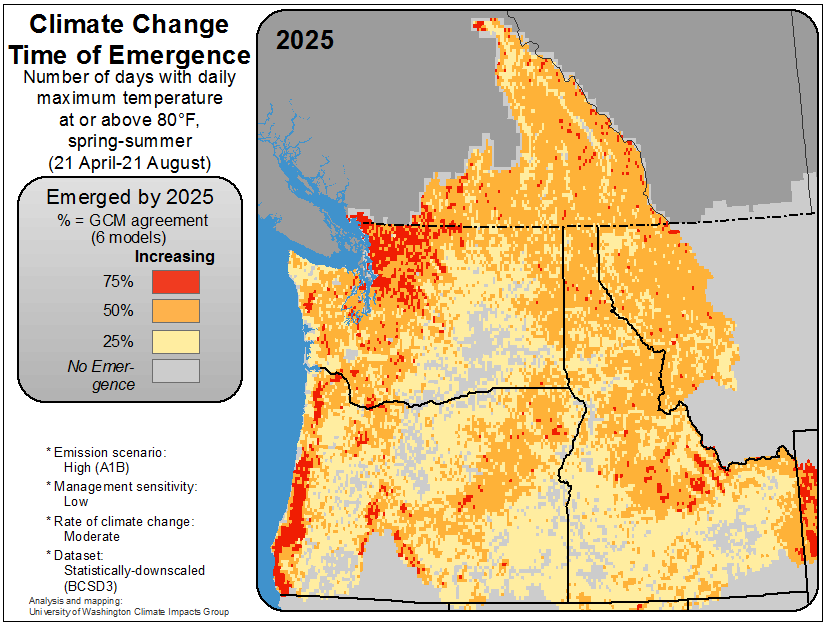 Climate Change
Time of Emergence
Number of days with daily
maximum temperature
at or above 80°F,
spring-summer
(21 April-21 August)
Emerged by 2025
% = GCM agreement
(6 models)
Increasing
75%
50%
25%
No Emer-
gence
* Emission scenario:
High (A1B)
* Management sensitivity:
Low
* Rate of climate change:
Moderate
* Dataset:
Statistically-downscaled
(BCSD3)
Analysis and mapping:
University of Washington Climate Impacts Group
2025